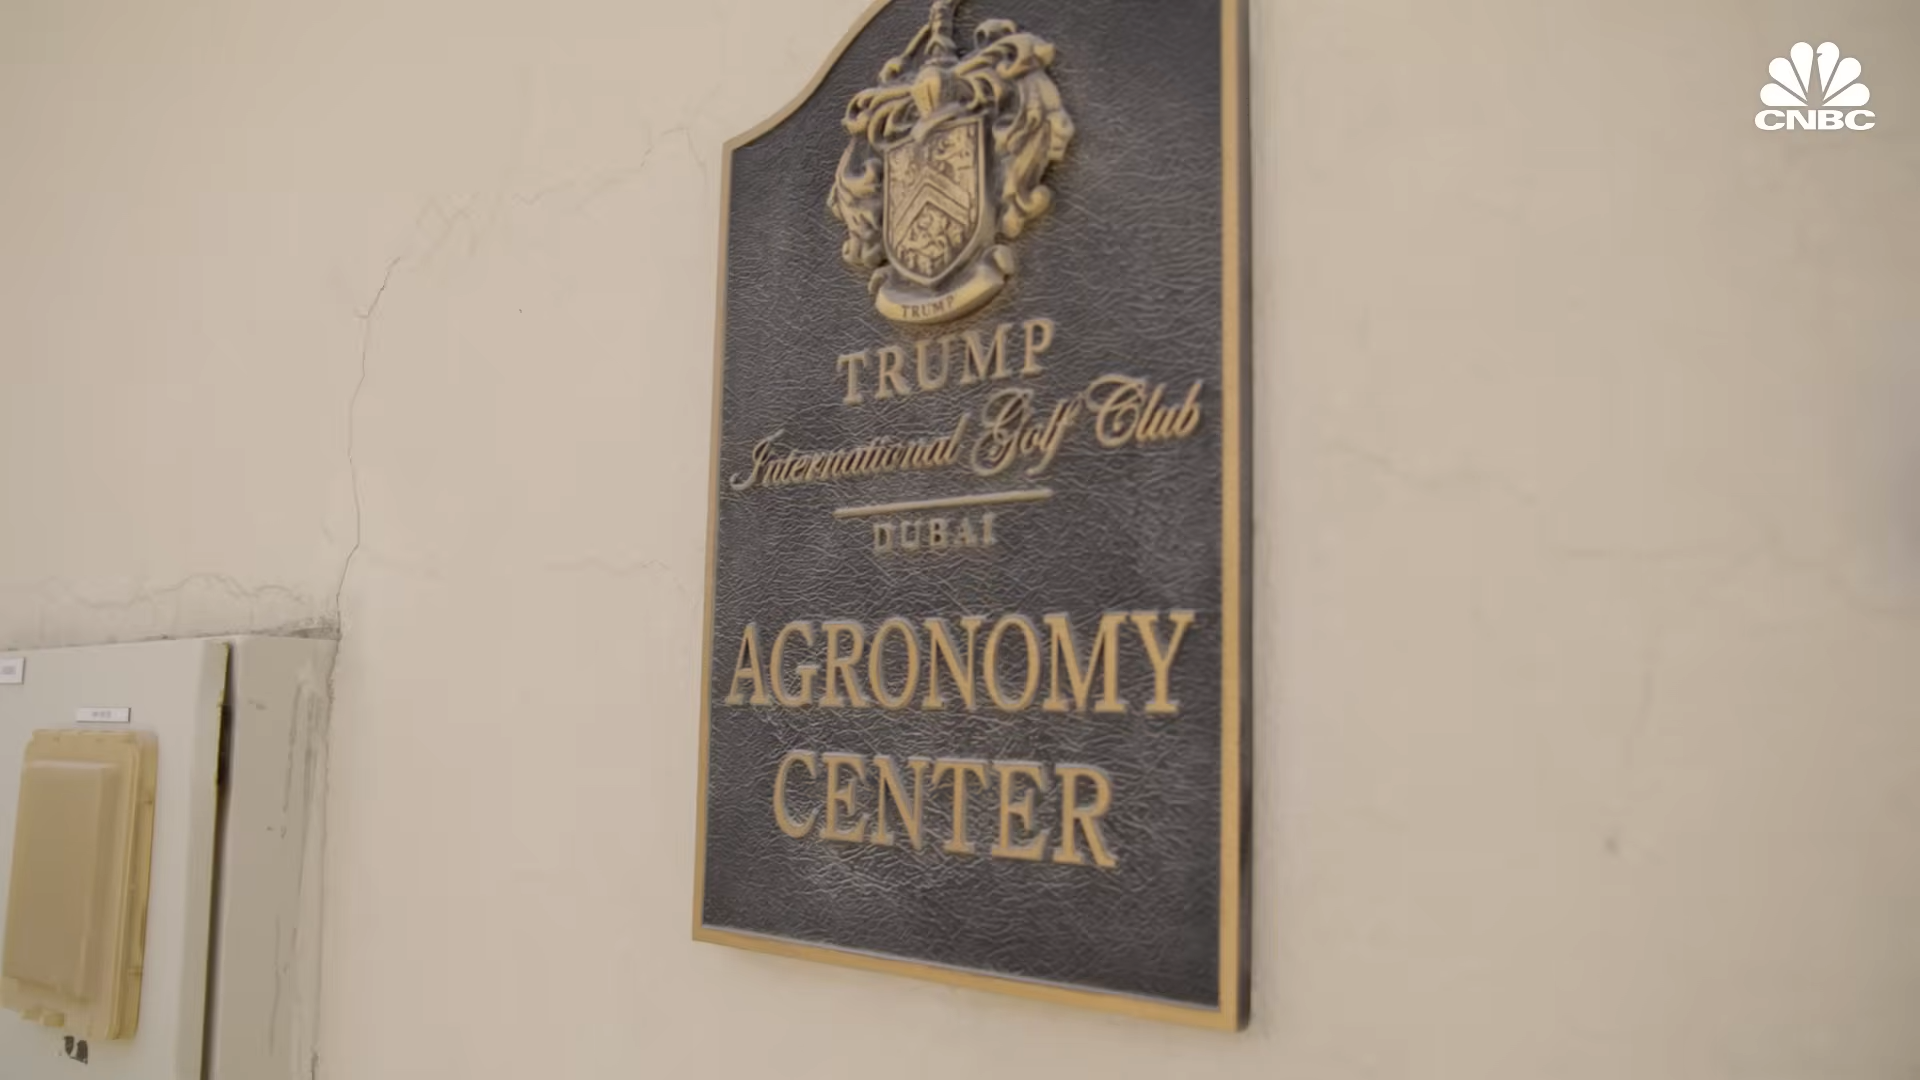 CNBC
TRUMP
TRUMP
International Golf Club
DUBAI
AGRONOMY
CENTER